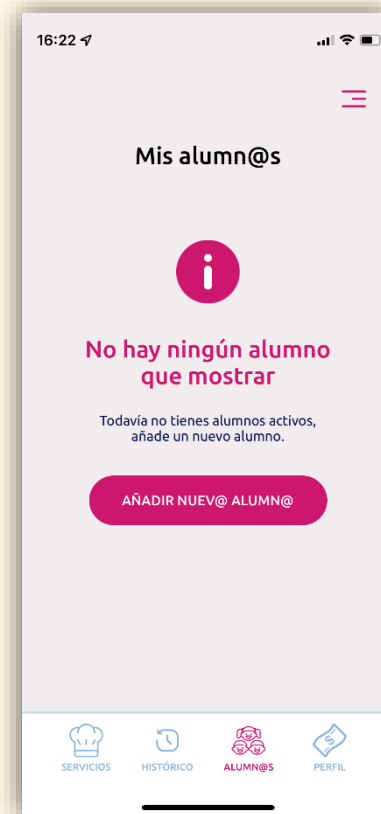 16:22
Mis alumn@s
No hay ningún alumno
que mostrar
Todavía no tienes alumnos activos,
añade un nuevo alumno.
AÑADIR NUEV@ ALUMN@
SERVICIOS HISTÓRICO ALUMN@S PERFIL